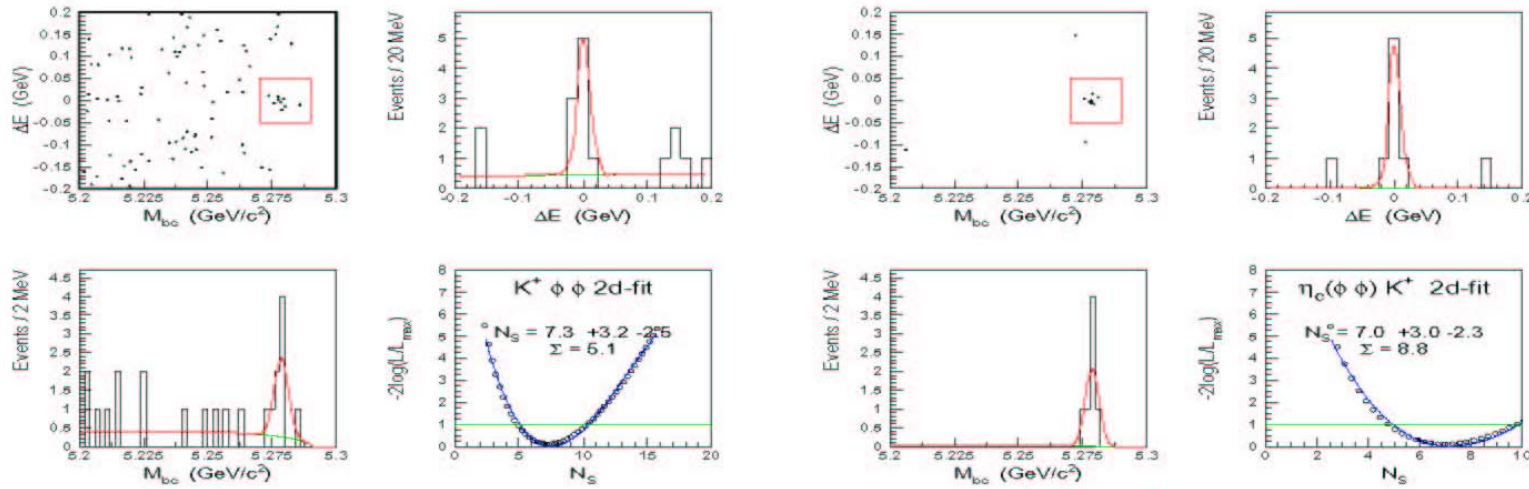 0.2
0.15
0.1
0.05
0
-0.05
-0.1
-0.15
-0.2
ΔE (GeV)
5.2 5.225 5.25 5.275 5.3
M_bc (GeV/c²)
Events / 20 MeV
5
4
3
2
1
0
-0.2 -0.1 0 0.1 0.2
ΔE (GeV)
0.2
0.15
0.1
0.05
0
-0.05
-0.1
-0.15
-0.2
ΔE (GeV)
5.2 5.225 5.25 5.275 5.3
M_bc (GeV/c²)
Events / 20 MeV
5
4
3
2
1
0
-0.2 -0.1 0 0.1 0.2
ΔE (GeV)
Events / 2 MeV
4.5
4
3.5
3
2.5
2
1.5
1
0.5
0
5.2 5.225 5.25 5.275 5.3
M_bc (GeV/c²)
-2log(L/L_max)
8
7
6
5
4
3
2
1
0
K⁺ ϕ ϕ 2d-fit
N_S = 7.3 +3.2 -2.5
Σ = 5.1
0 5 10 15 20
N_S
Events / 2 MeV
4.5
4
3.5
3
2.5
2
1.5
1
0.5
0
5.2 5.225 5.25 5.275 5.3
M_bc (GeV/c²)
-2log(L/L_max)
8
7
6
5
4
3
2
1
0
η_c(ϕ ϕ) K⁺ 2d-fit
N_S = 7.0 +3.0 -2.3
Σ = 8.8
0 2 4 6 8 10
N_S